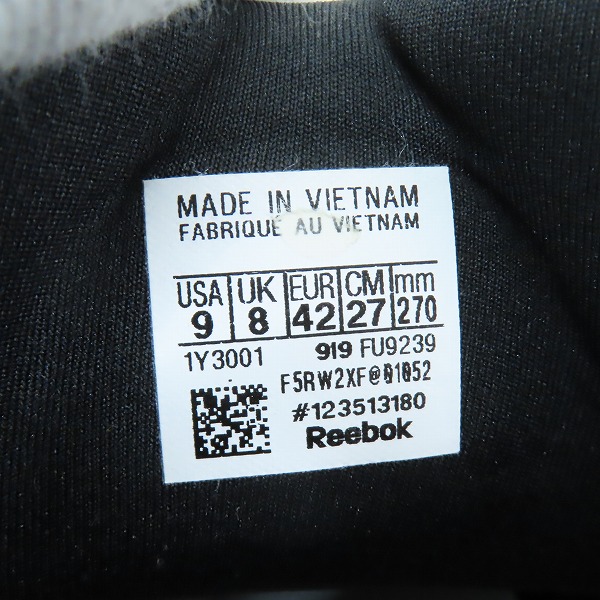 MADE IN VIETNAM
FABRIQUÉ AU VIETNAM
USA UK EUR CM mm
9 8 42 27 270
1Y3001 919 FU9239
F5RW2XF@01052
#123513180
Reebok